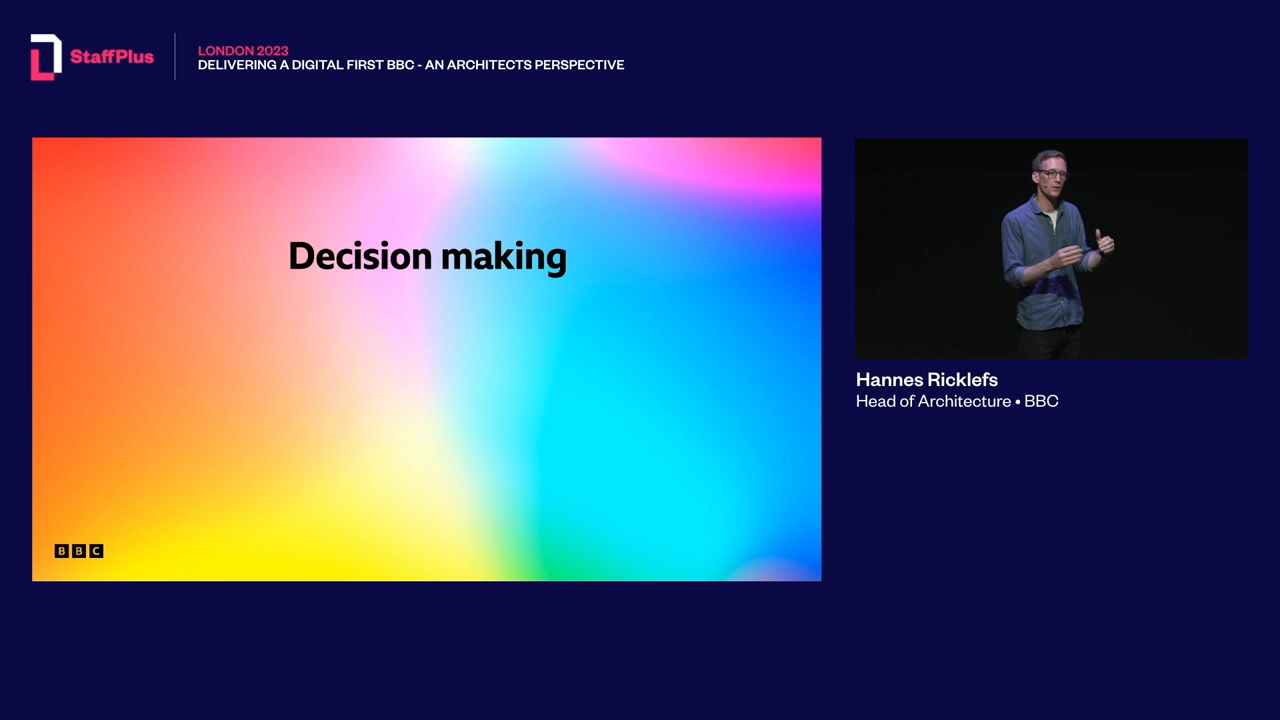 StaffPlus
LONDON 2023
DELIVERING A DIGITAL FIRST BBC - AN ARCHITECTS PERSPECTIVE
Decision making
BBC
Hannes Ricklefs
Head of Architecture • BBC